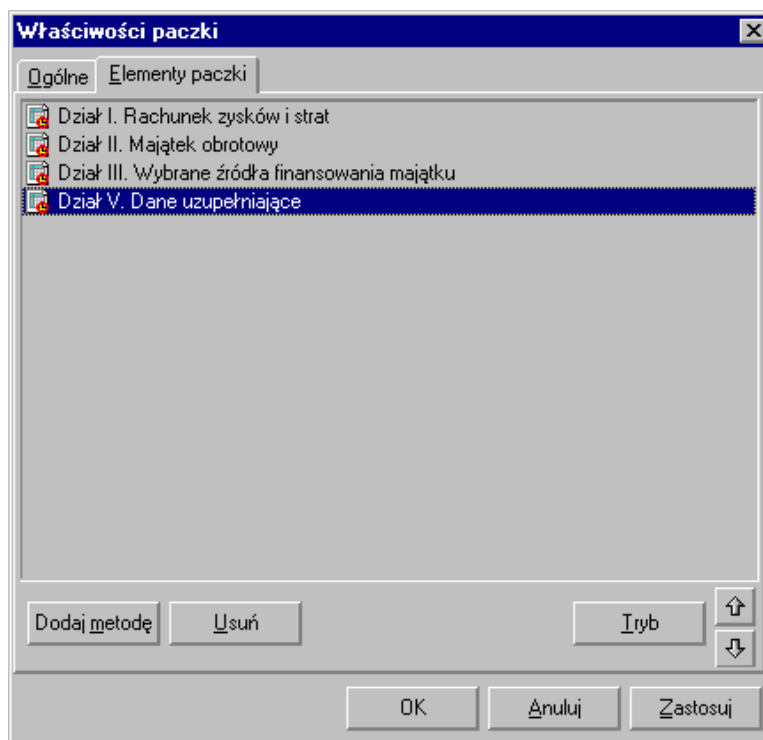 Właściwości paczki
Ogólne Elementy paczki
Dział I. Rachunek zysków i strat
Dział II. Majątek obrotowy
Dział III. Wybrane źródła finansowania majątku
Dział V. Dane uzupełniające
Dodaj metodę Usuń Tryb
OK Anuluj Zastosuj